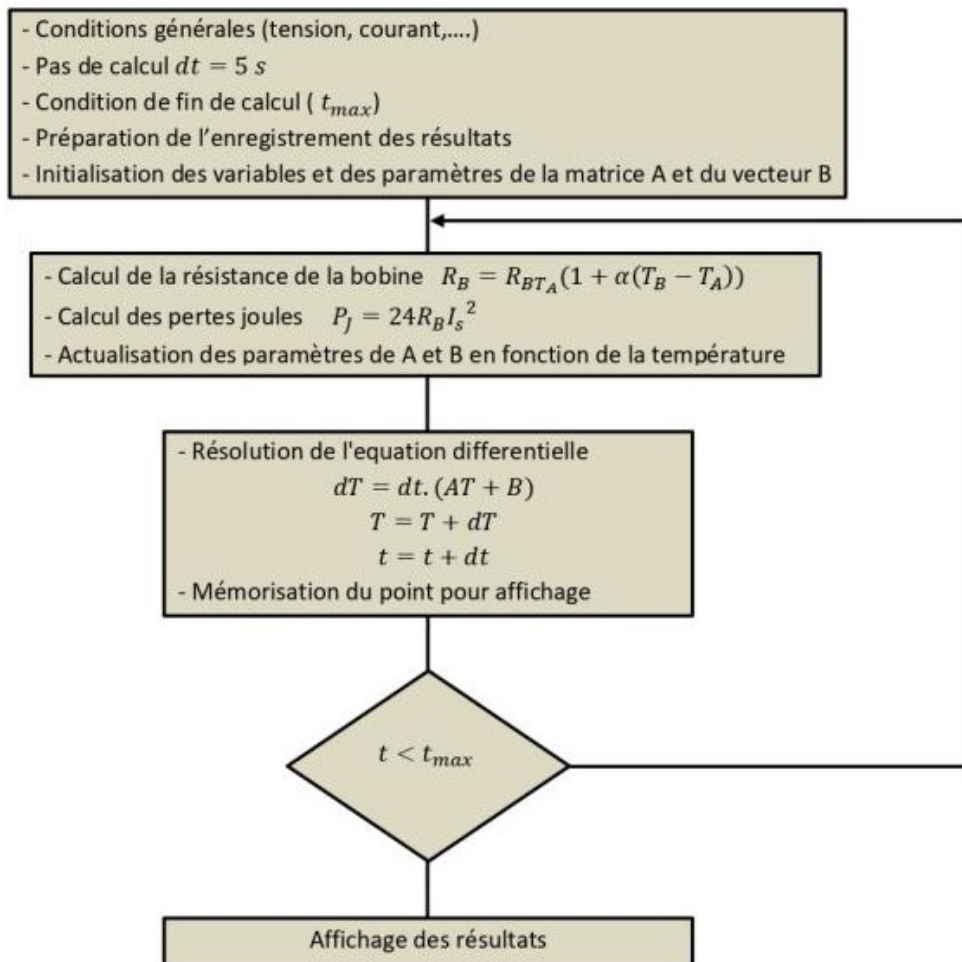 - Conditions générales (tension, courant,....)
- Pas de calcul dt = 5 s
- Condition de fin de calcul ( t_max)
- Préparation de l'enregistrement des résultats
- Initialisation des variables et des paramètres de la matrice A et du vecteur B
- Calcul de la résistance de la bobine R_B = R_{BT_A}(1 + α(T_B − T_A))
- Calcul des pertes joules P_J = 24R_B I_s²
- Actualisation des paramètres de A et B en fonction de la température
- Résolution de l'equation differentielle
dT = dt. (AT + B)
T = T + dT
t = t + dt
- Mémorisation du point pour affichage
t < t_max
Affichage des résultats